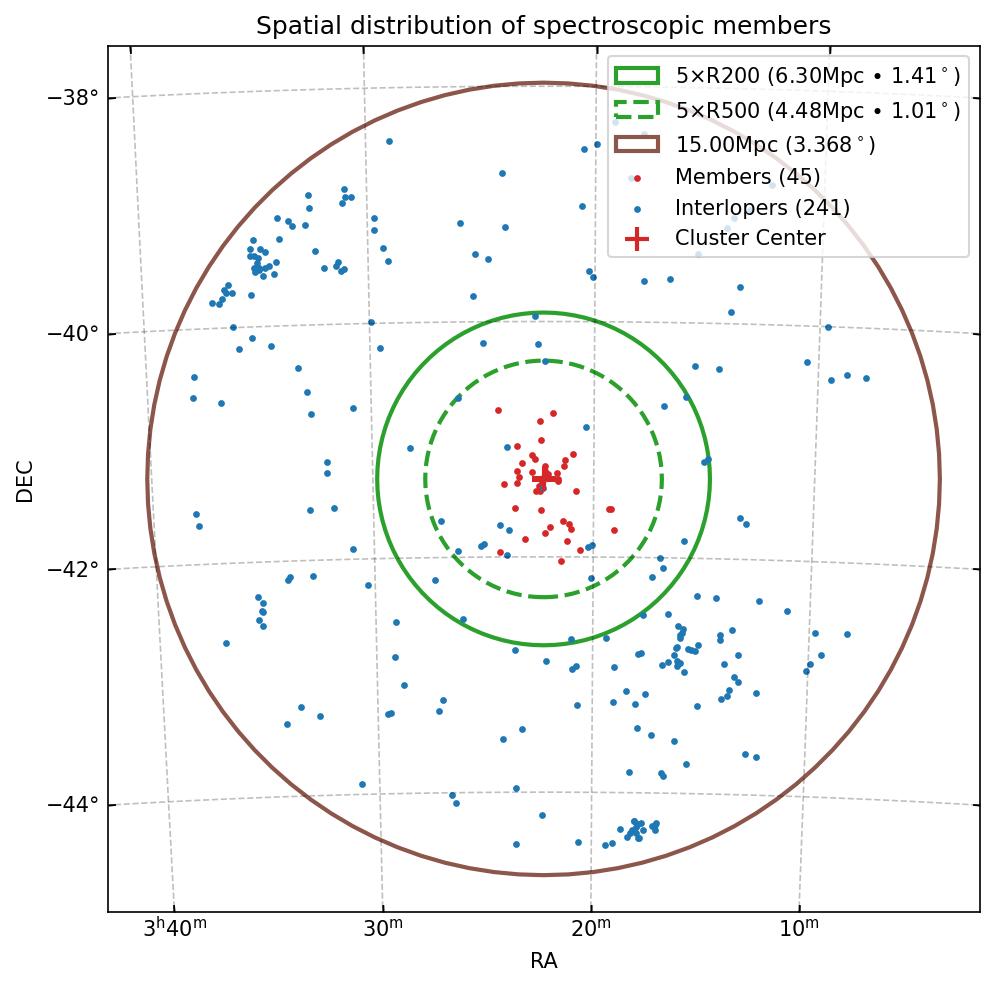 Spatial distribution of spectroscopic members
5×R200 (6.30Mpc • 1.41°)
5×R500 (4.48Mpc • 1.01°)
15.00Mpc (3.368°)
Members (45)
Interlopers (241)
Cluster Center
−38°
−40°
−42°
−44°
DEC
3ʰ40ᵐ 30ᵐ 20ᵐ 10ᵐ
RA